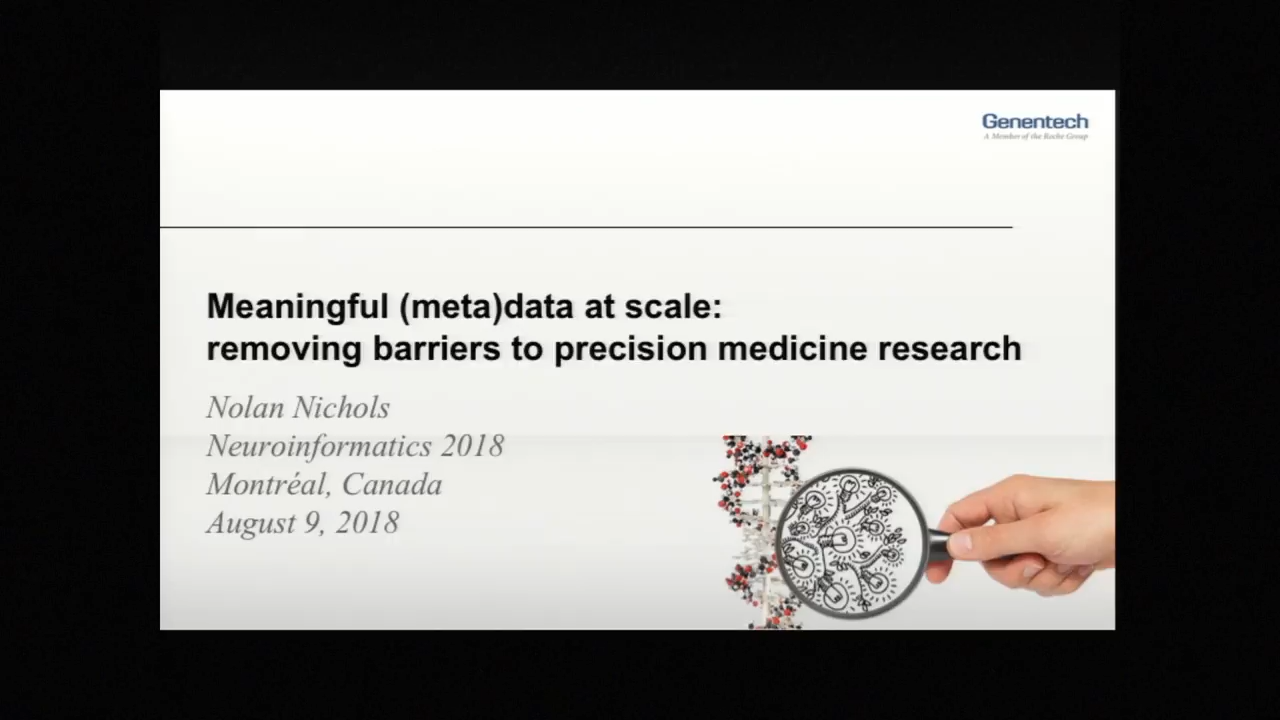 Genentech
A Member of the Roche Group
Meaningful (meta)data at scale:
removing barriers to precision medicine research
Nolan Nichols
Neuroinformatics 2018
Montréal, Canada
August 9, 2018